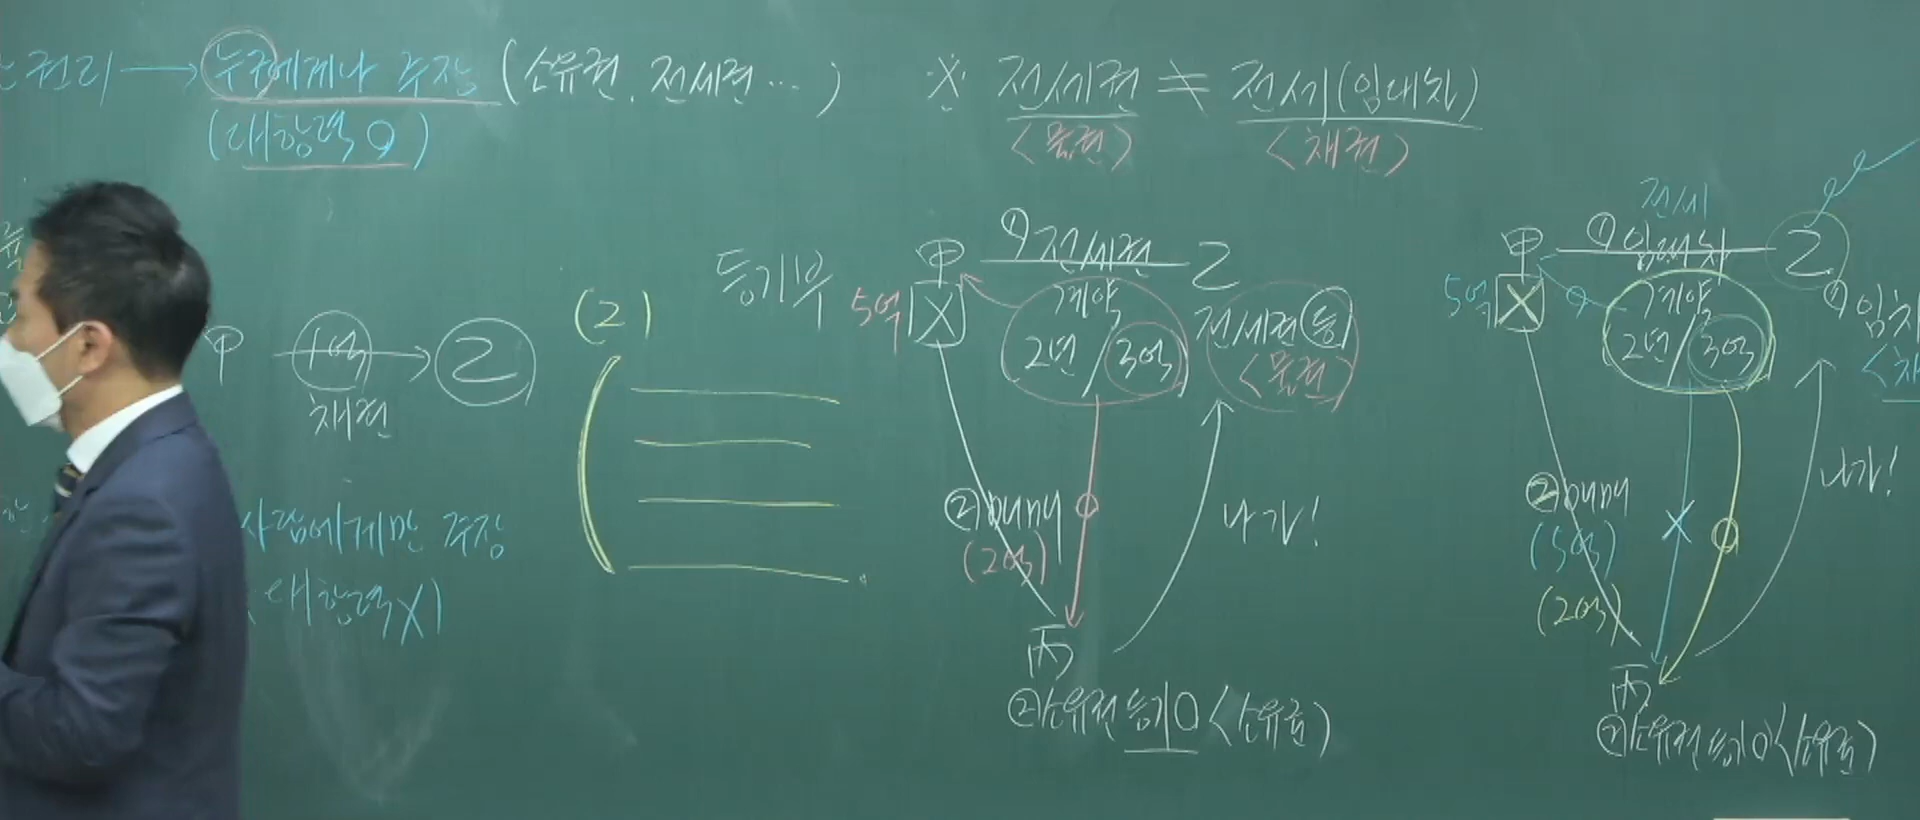 권리 → 누구에게나 주장 (소유권, 전세권 … )
(대항력 O)
※ 전세권 ≠ 전세(임대차)
<물권> <채권>
甲 1억 → 乙
채권
사람에게만 주장
대항력X)
(2)
등기부
甲 ① 전세권 乙
5억
계약
2년/3억
전세권 등
<물권>
② 매매
(2억)
나가!
丙
② 소유권 등기 O <소유권>
전세
甲 ① 임대차 乙
5억
계약
2년/3억
① 임차
<채
② 매매
(5억)
(2억)
나가!
丙
② 소유권 등기 O <소유권>